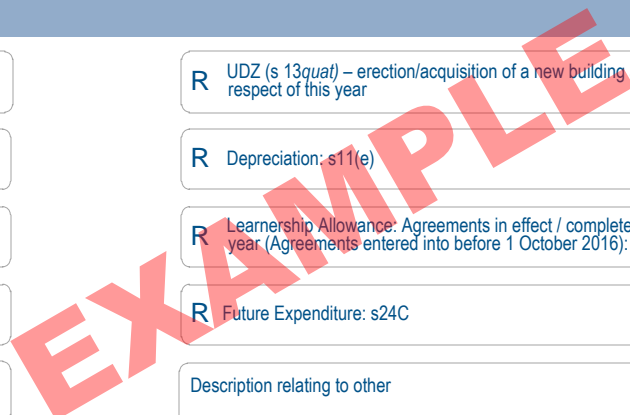 R UDZ (s 13quat) – erection/acquisition of a new building
respect of this year
R Depreciation: s11(e)
R Learnership Allowance: Agreements in effect / complete
year (Agreements entered into before 1 October 2016):
R Future Expenditure: s24C
Description relating to other
EXAMPLE